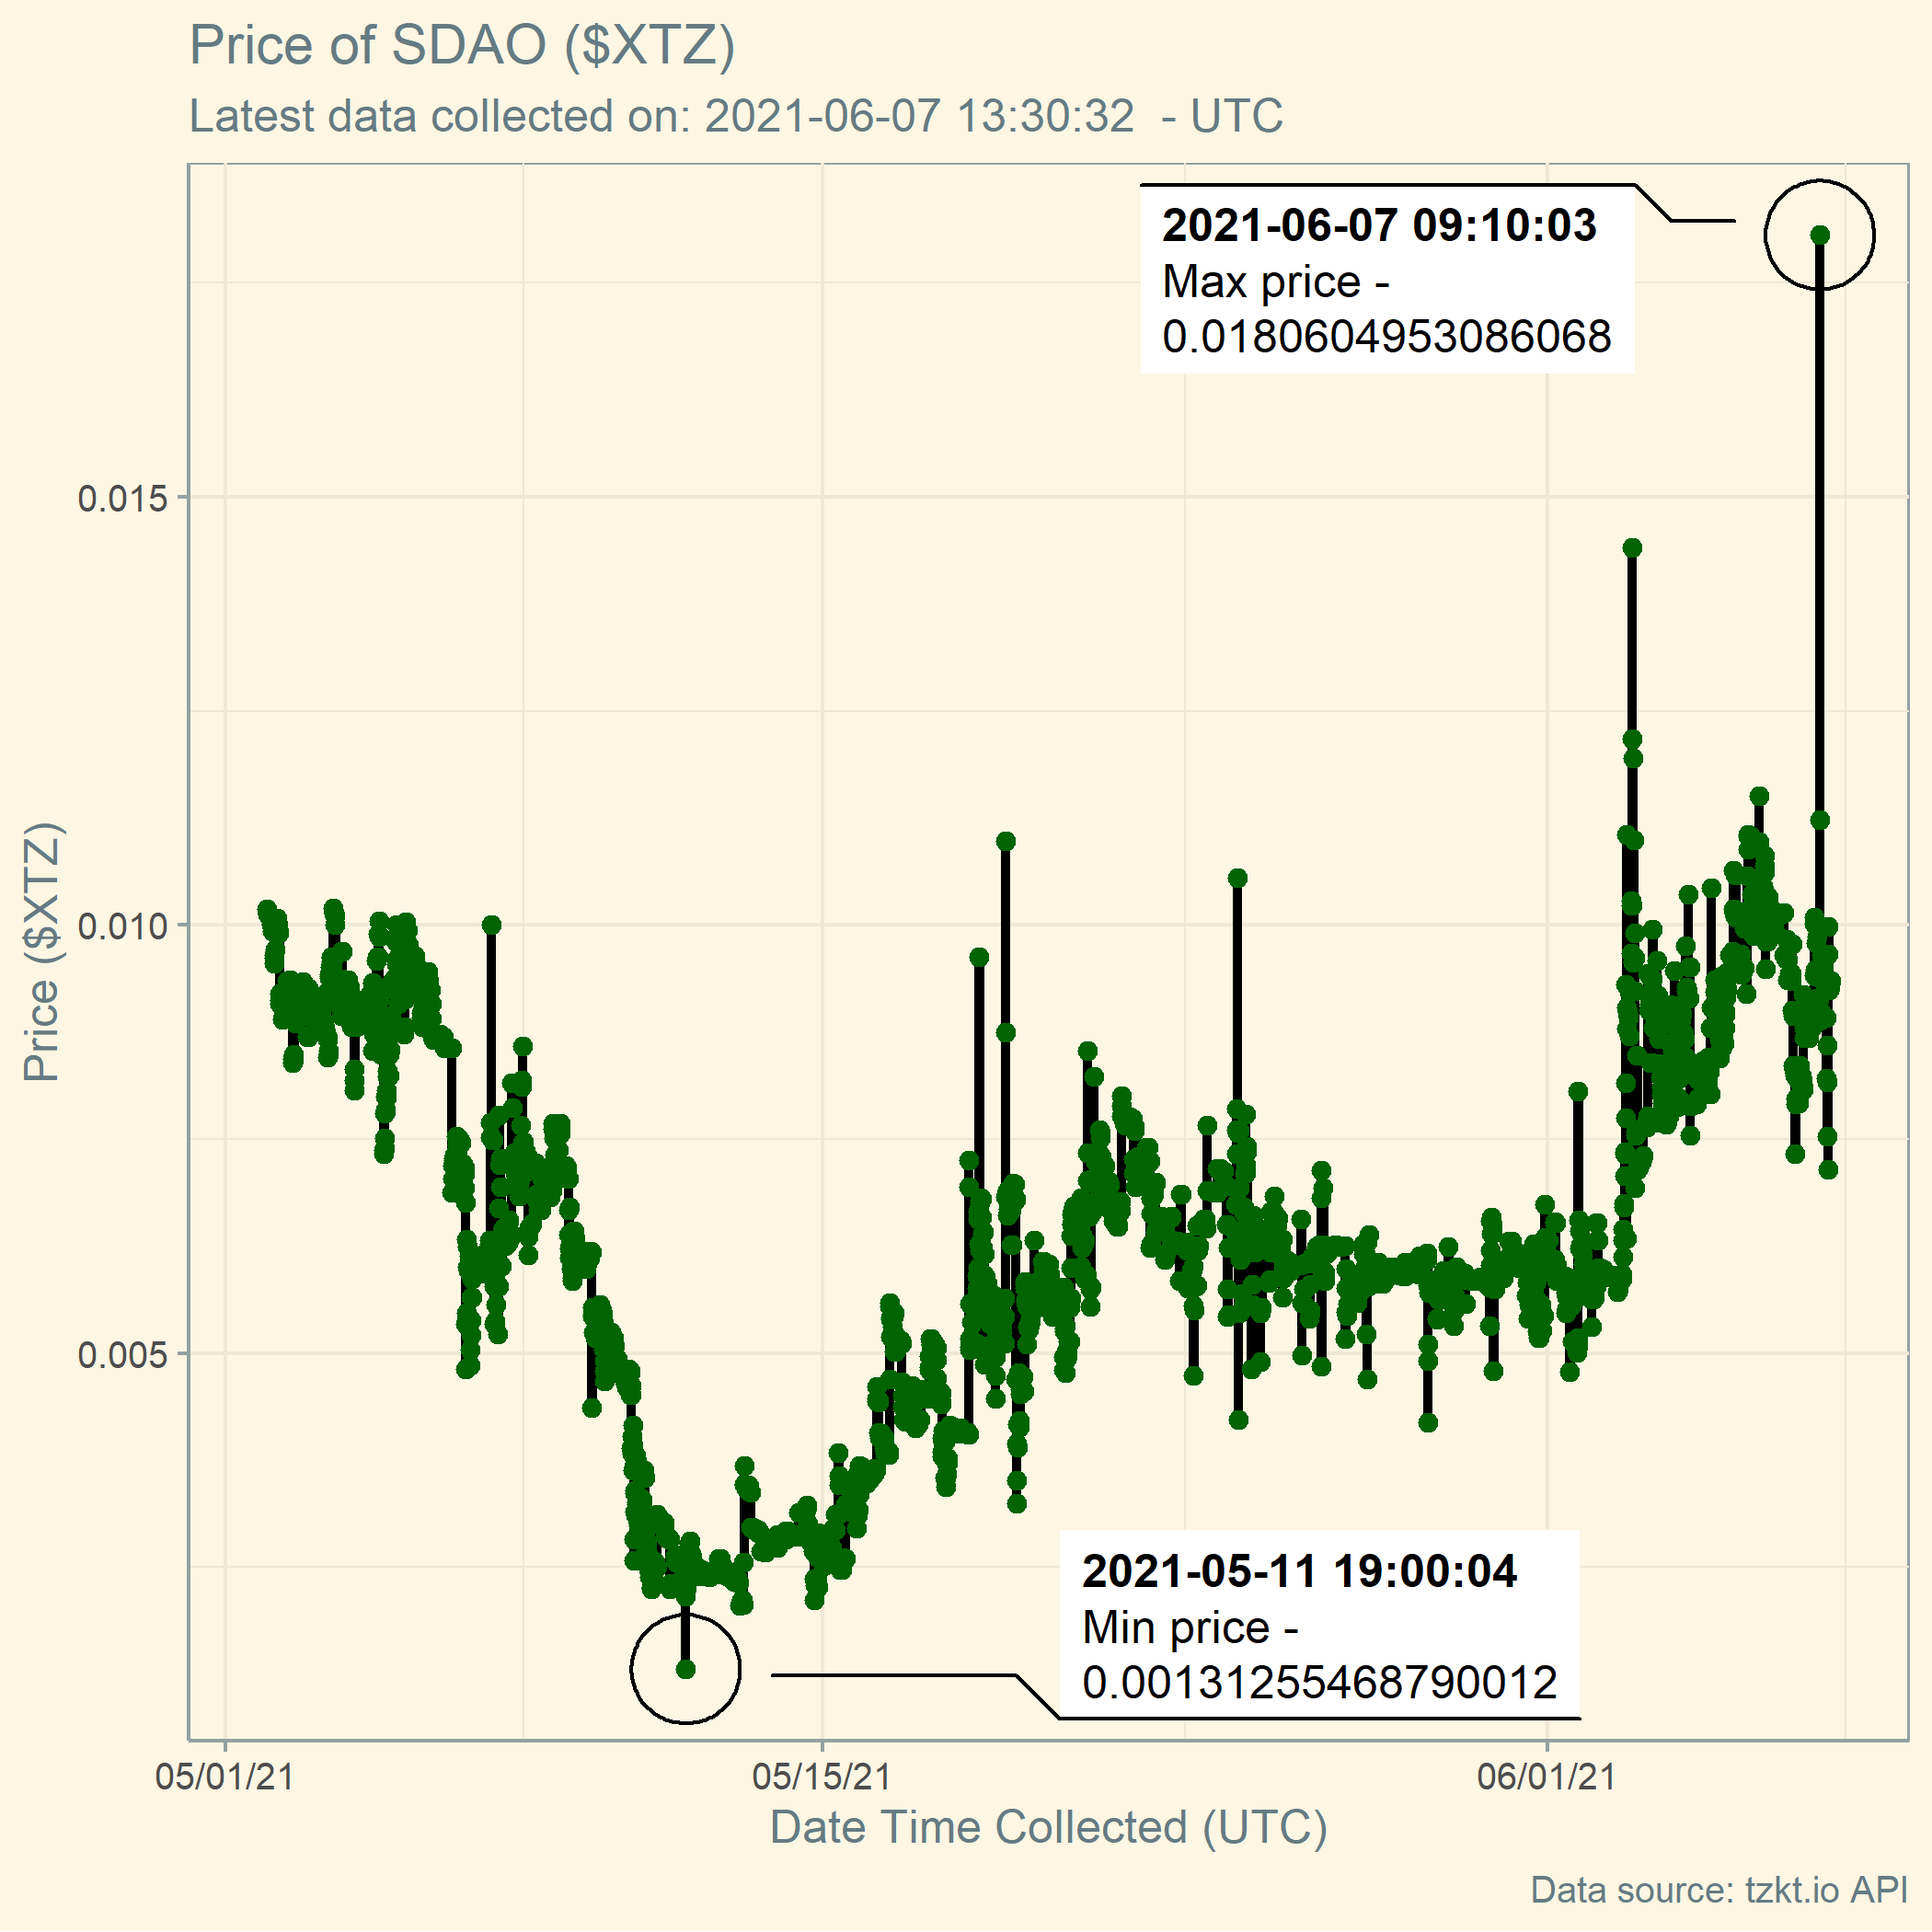 Price of SDAO ($XTZ)
Latest data collected on: 2021-06-07 13:30:32  - UTC
2021-06-07 09:10:03
Max price -
0.0180604953086068
0.015
0.010
0.005
Price ($XTZ)
2021-05-11 19:00:04
Min price -
0.00131255468790012
05/01/21
05/15/21
06/01/21
Date Time Collected (UTC)
Data source: tzkt.io API